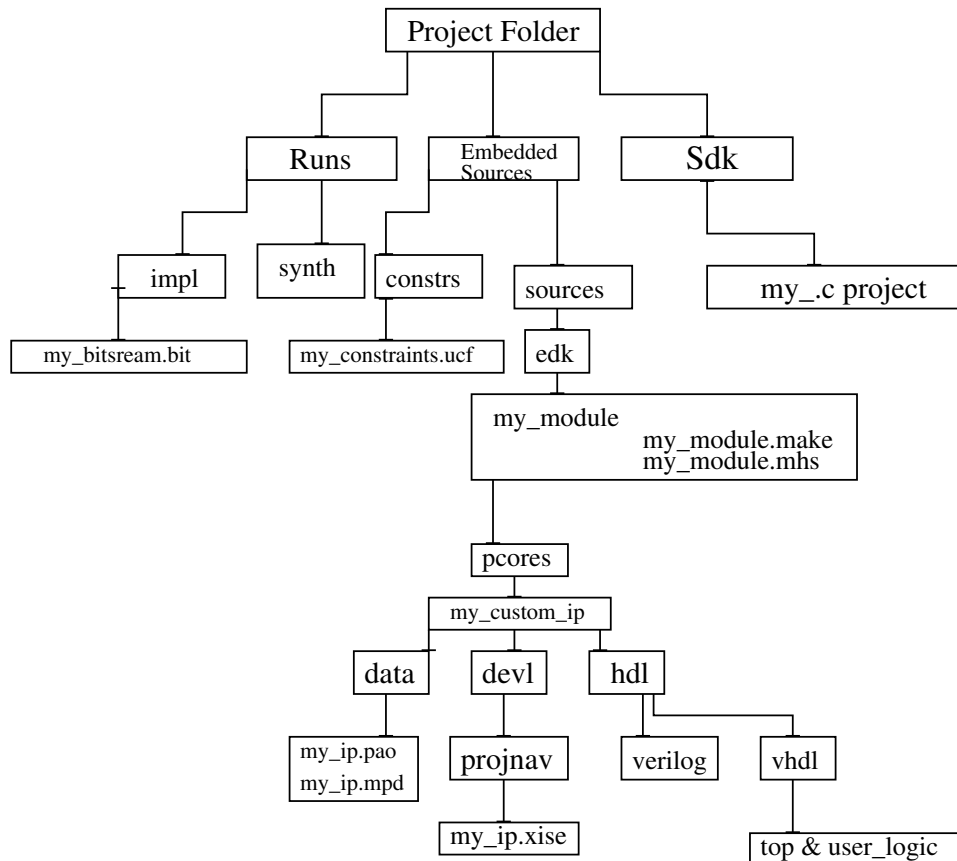 Project Folder
Runs
Embedded
Sources
Sdk
impl
synth
constrs
sources
my_.c project
my_bitsream.bit
my_constraints.ucf
edk
my_module
my_module.make
my_module.mhs
pcores
my_custom_ip
data
devl
hdl
my_ip.pao
my_ip.mpd
projnav
verilog
vhdl
my_ip.xise
top & user_logic